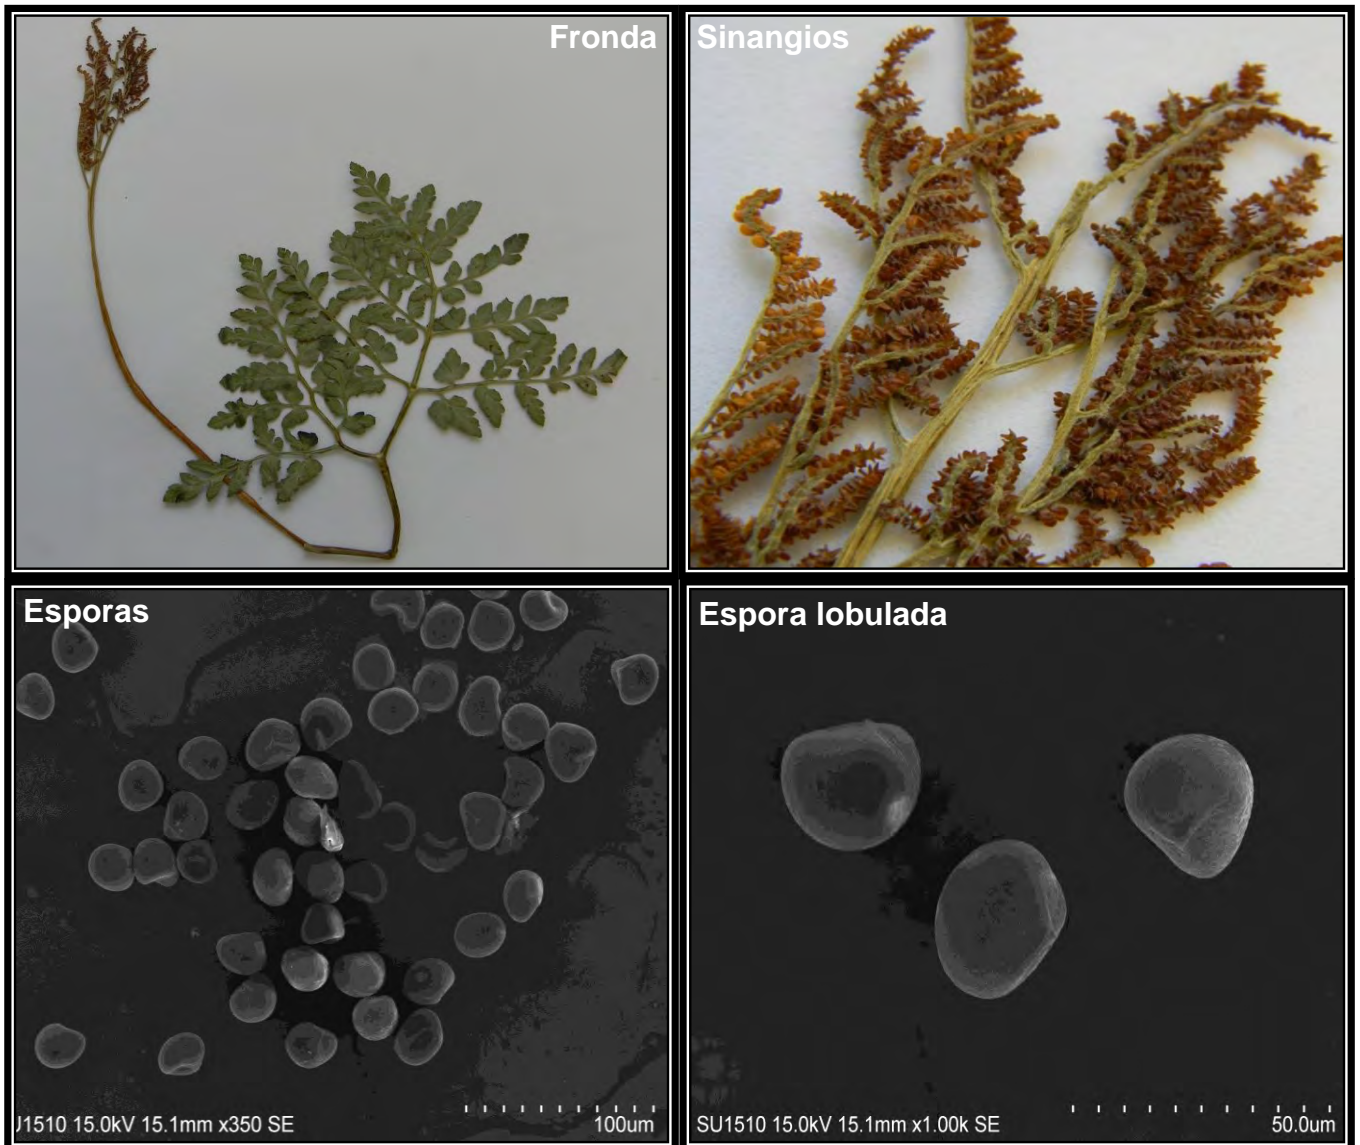 Fronda
Sinangios
Esporas
Espora lobulada
J1510 15.0kV 15.1mm x350 SE
100um
SU1510 15.0kV 15.1mm x1.00k SE
50.0um